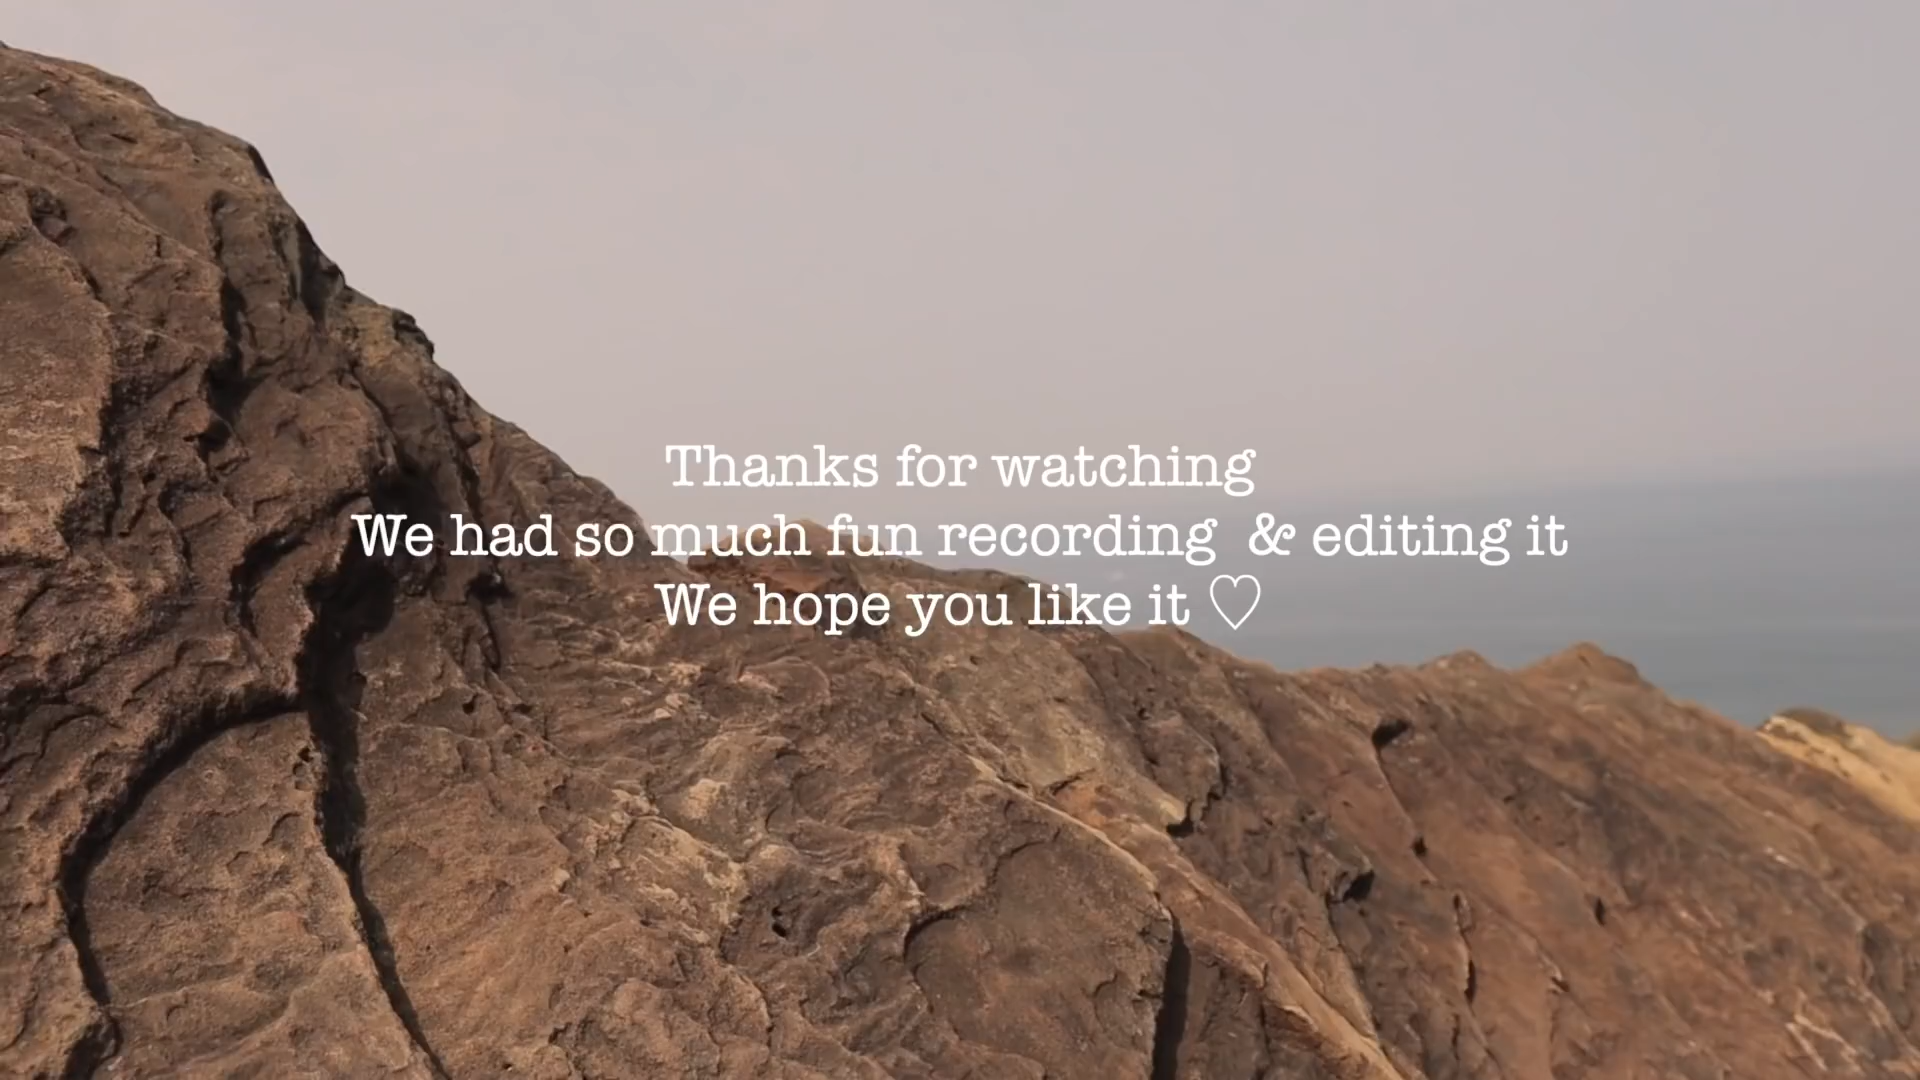 Thanks for watching
We had so much fun recording  & editing it
We hope you like it ♡